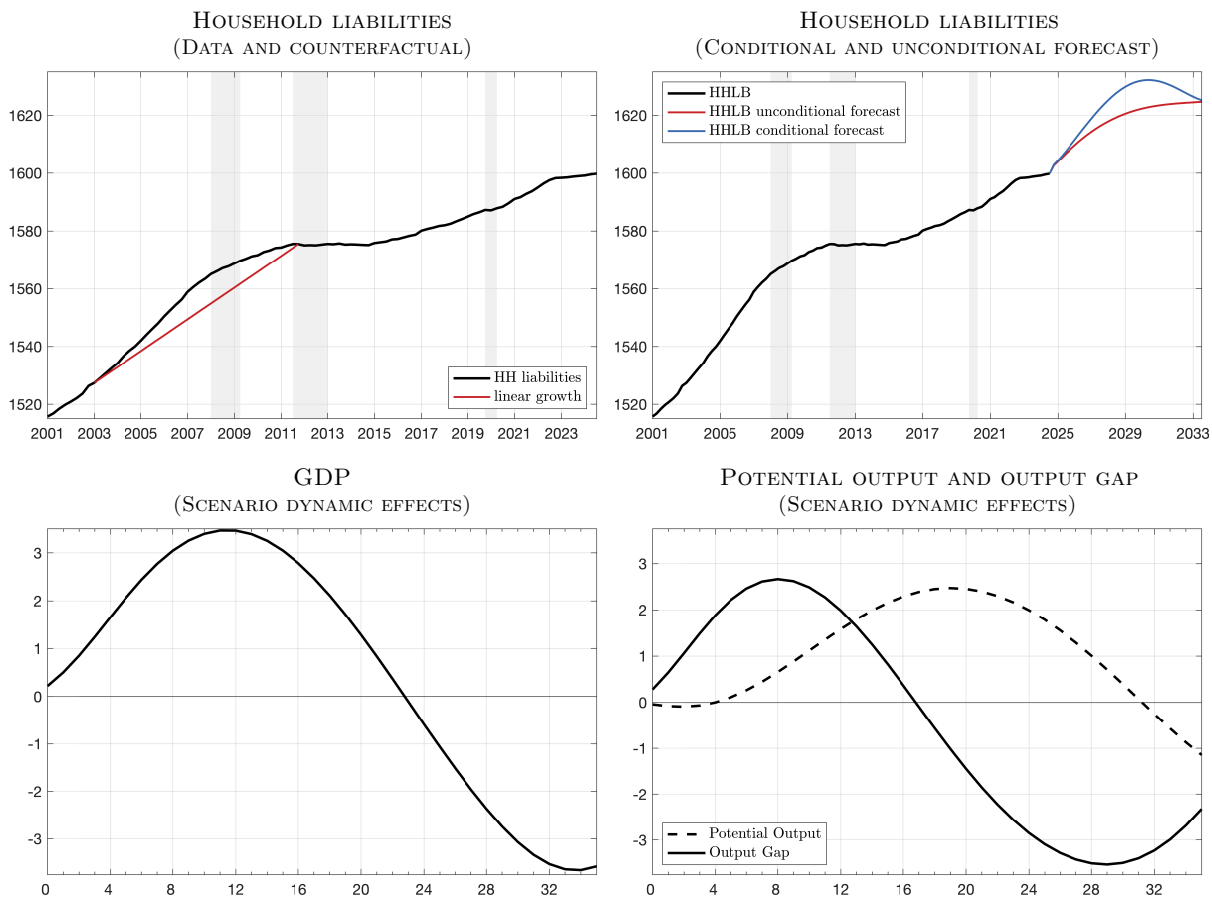 Household liabilities
(Data and counterfactual)
1620
1600
1580
1560
1540
1520
HH liabilities
linear growth
2001 2003 2005 2007 2009 2011 2013 2015 2017 2019 2021 2023
Household liabilities
(Conditional and unconditional forecast)
HHLB
HHLB unconditional forecast
HHLB conditional forecast
1620
1600
1580
1560
1540
1520
2001 2005 2009 2013 2017 2021 2025 2029 2033
GDP
(Scenario dynamic effects)
3
2
1
0
-1
-2
-3
0 4 8 12 16 20 24 28 32
Potential output and output gap
(Scenario dynamic effects)
3
2
1
0
-1
-2
-3
Potential Output
Output Gap
0 4 8 12 16 20 24 28 32